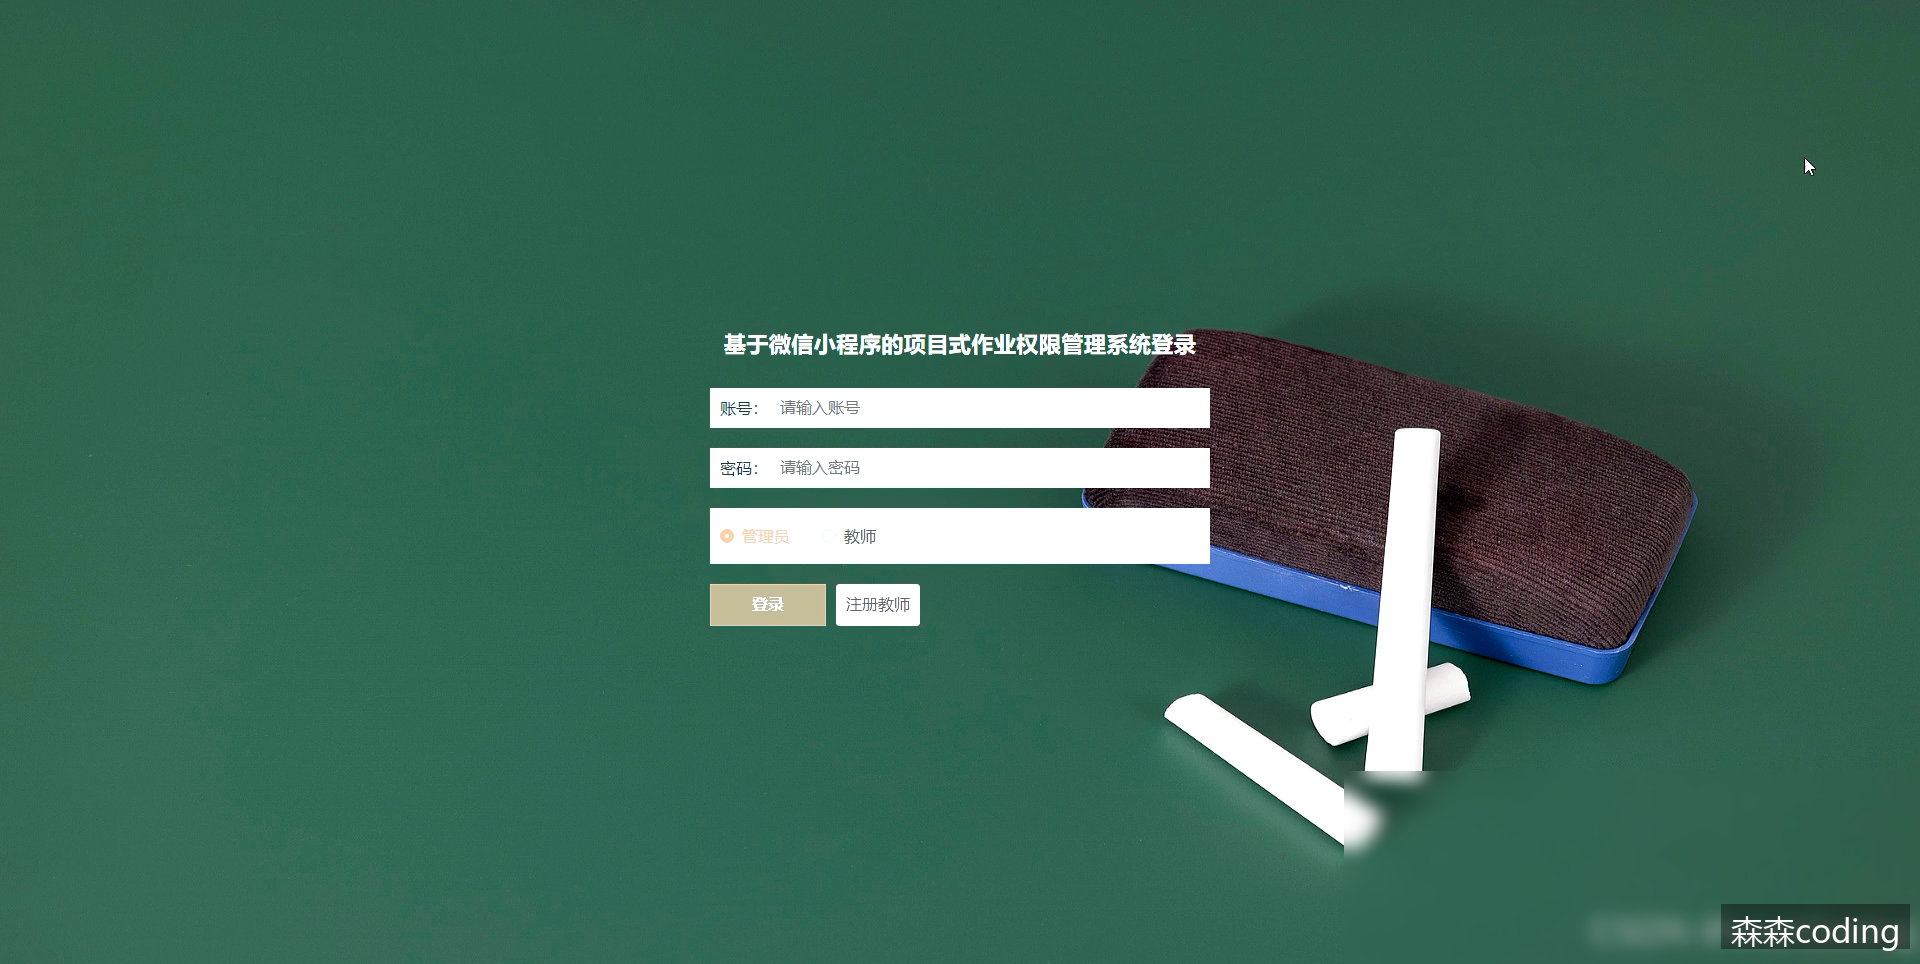 基于微信小程序的项目式作业权限管理系统登录
账号： 请输入账号
密码： 请输入密码
管理员 教师
登录 注册教师
森森coding